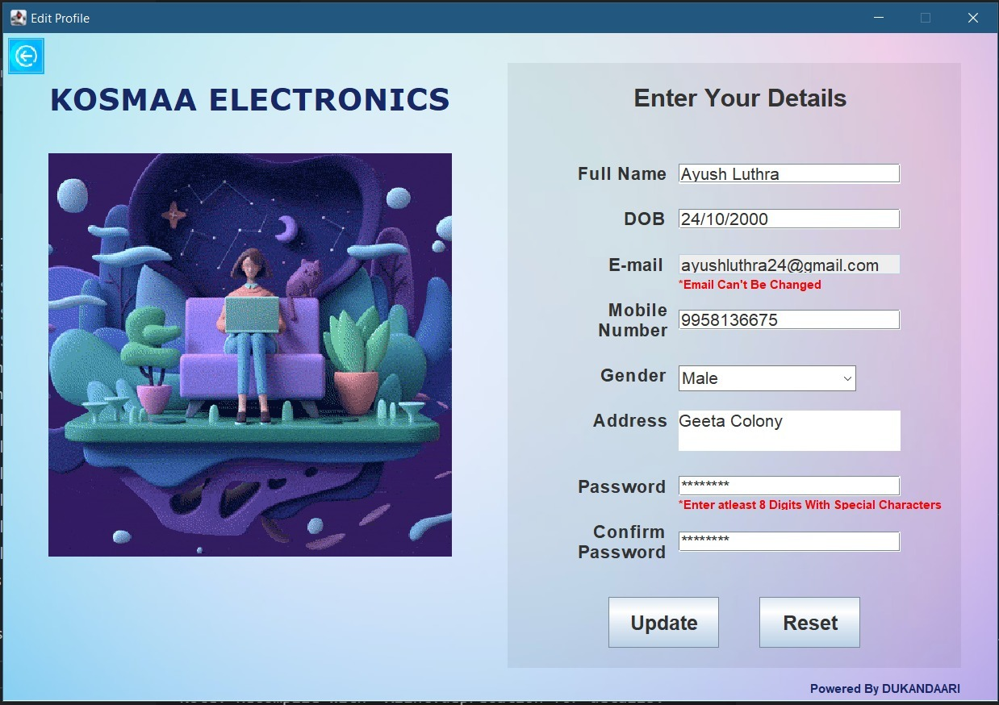 Edit Profile
KOSMAA ELECTRONICS
Enter Your Details
Full Name Ayush Luthra
DOB 24/10/2000
E-mail ayushluthra24@gmail.com
*Email Can't Be Changed
Mobile
Number 9958136675
Gender Male
Address Geeta Colony
Password ********
*Enter atleast 8 Digits With Special Characters
Confirm
Password ********
Update Reset
Powered By DUKANDAARI